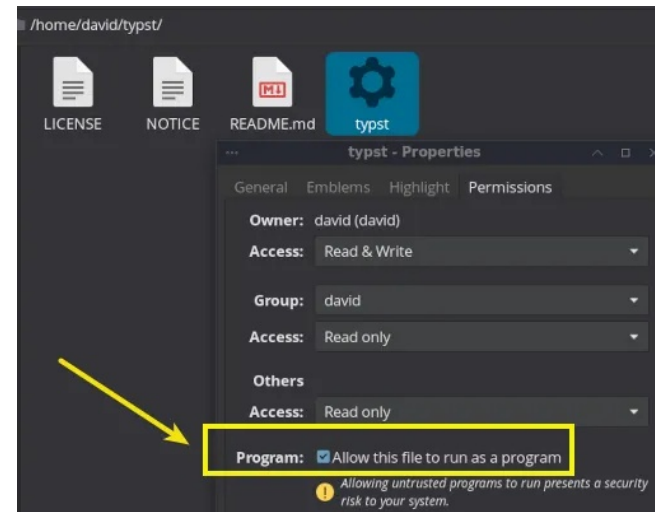 /home/david/typst/
LICENSE NOTICE README.md typst
typst - Properties
General Emblems Highlight Permissions
Owner: david (david)
Access: Read & Write
Group: david
Access: Read only
Others
Access: Read only
Program: Allow this file to run as a program
Allowing untrusted programs to run presents a security
risk to your system.